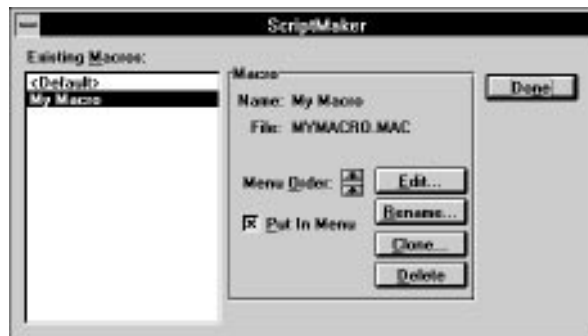 ScriptMaker
Existing Macros:
<Default>
My Macro
Macro
Name: My Macro
File: MYMACRO.MAC
Menu Order:
Put In Menu
Edit...
Rename...
Clone...
Delete
Done